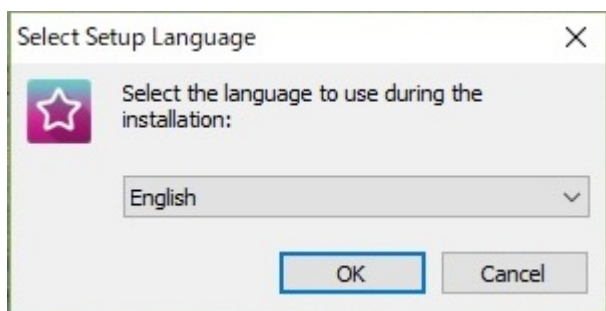 Select Setup Language
Select the language to use during the
installation:
English
OK
Cancel